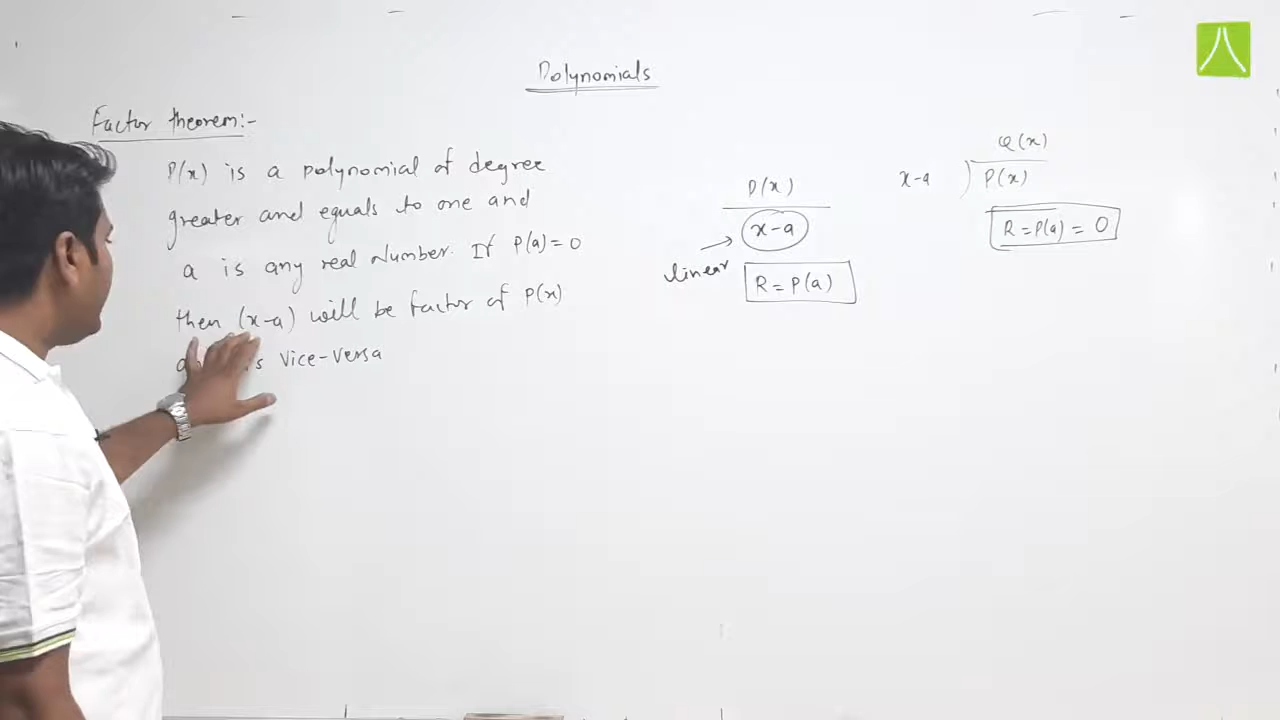 Polynomials
Factor theorem:-
P(x) is a polynomial of degree
greater and equals to one and
a is any real number. If P(a)=0
then (x-a) will be factor of P(x)
vice-versa
P(x)
x-a
linear
R = P(a)
Q(x)
x-a ) P(x)
R = P(a) = 0